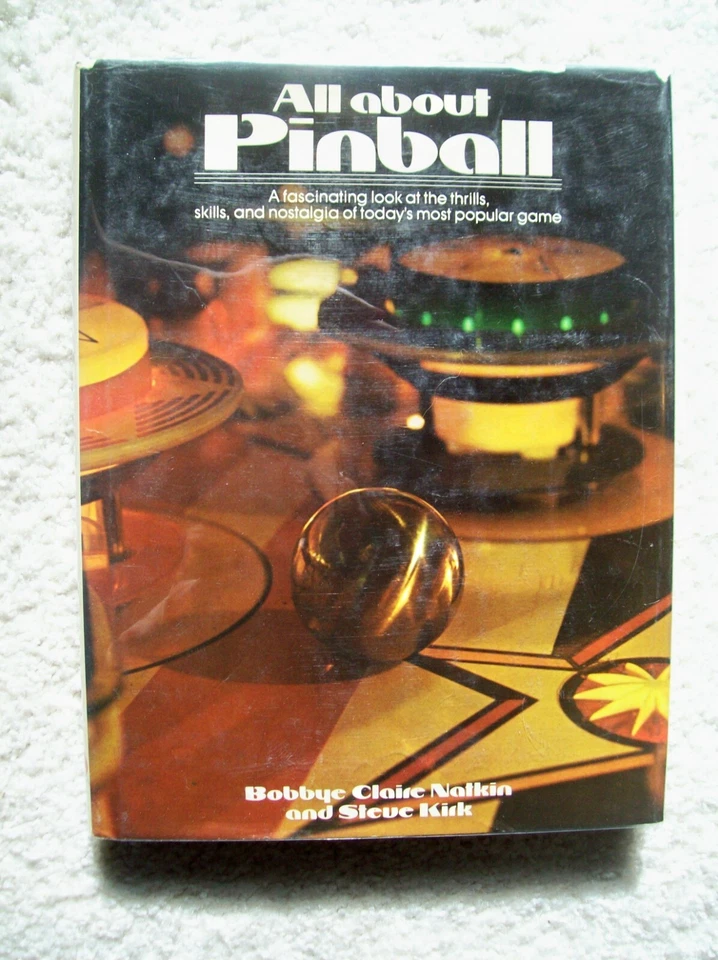 All about
Pinball
A fascinating look at the thrills,
skills, and nostalgia of today's most popular game
Bobbye Claire Natkin
and Steve Kirk